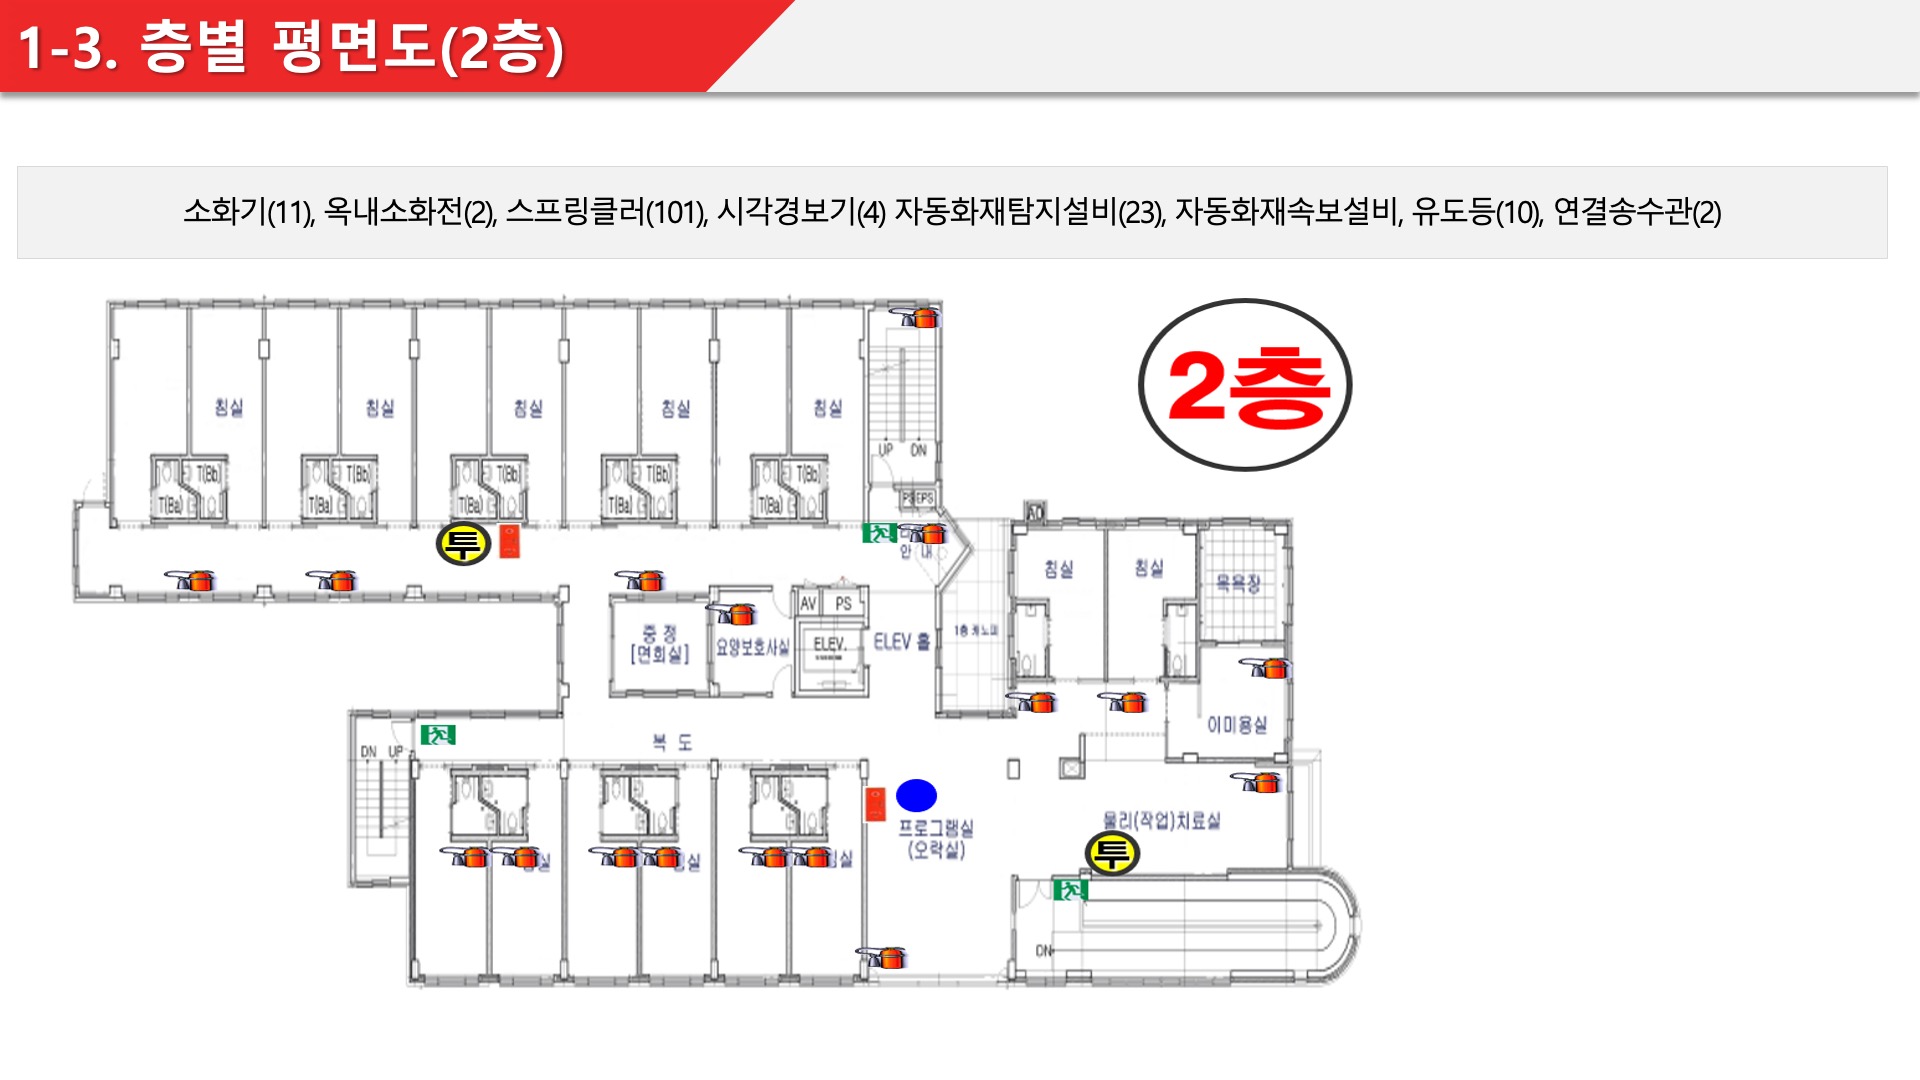 1-3. 층별 평면도(2층)
소화기(11), 옥내소화전(2), 스프링클러(101), 시각경보기(4) 자동화재탐지설비(23), 자동화재속보설비, 유도등(10), 연결송수관(2)
2층
침실 침실 침실 침실 침실
UP DN
T(Bb) T(Bb) T(Bb) T(Bb) T(Bb)
T(Ba) T(Ba) T(Ba) T(Ba) T(Ba)
PS EPS
AD
투
안 내
침실 침실
목욕장
AV PS
중 정
[면회실]
요양보호사실
ELEV.
ELEV 홀
1층 캐노피
이미용실
복 도
DN UP
프로그램실
(오락실)
물리(작업)치료실
투
실 실 실
DN